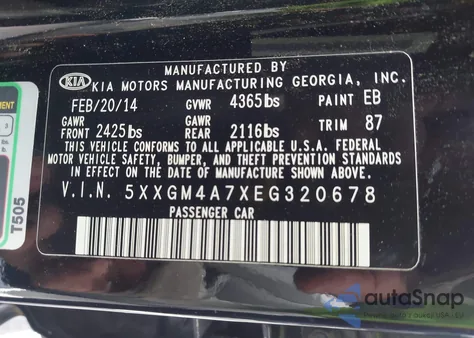 MANUFACTURED BY
KIA KIA MOTORS MANUFACTURING GEORGIA, INC.
FEB/20/14 GVWR 4365lbs PAINT EB
GAWR GAWR
FRONT 2425lbs REAR 2116lbs TRIM 87
THIS VEHICLE CONFORMS TO ALL APPLICABLE U.S.A. FEDERAL
MOTOR VEHICLE SAFETY, BUMPER, AND THEFT PREVENTION STANDARDS
IN EFFECT ON THE DATE OF MANUFACTURE SHOWN ABOVE.
V.I.N. 5XXGM4A7XEG320678
PASSENGER CAR
T505
autoSnap